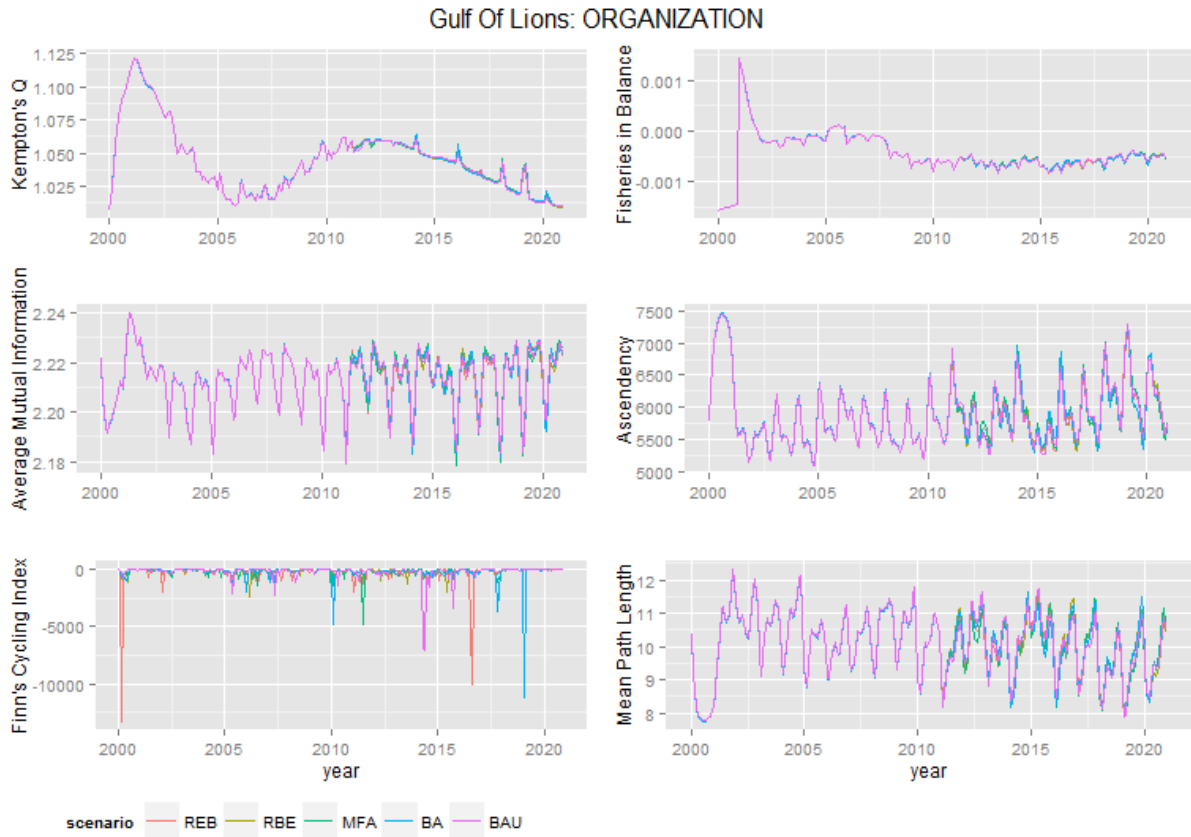 Gulf Of Lions: ORGANIZATION
Kempton's Q
1.125
1.100
1.075
1.050
1.025
2000 2005 2010 2015 2020
Fisheries in Balance
0.001
0.000
-0.001
2000 2005 2010 2015 2020
Average Mutual Information
2.24
2.22
2.20
2.18
2000 2005 2010 2015 2020
Ascendency
7500
7000
6500
6000
5500
5000
2000 2005 2010 2015 2020
Finn's Cycling Index
0
-5000
-10000
2000 2005 2010 2015 2020
year
Mean Path Length
12
11
10
9
8
2000 2005 2010 2015 2020
year
scenario REB RBE MFA BA BAU